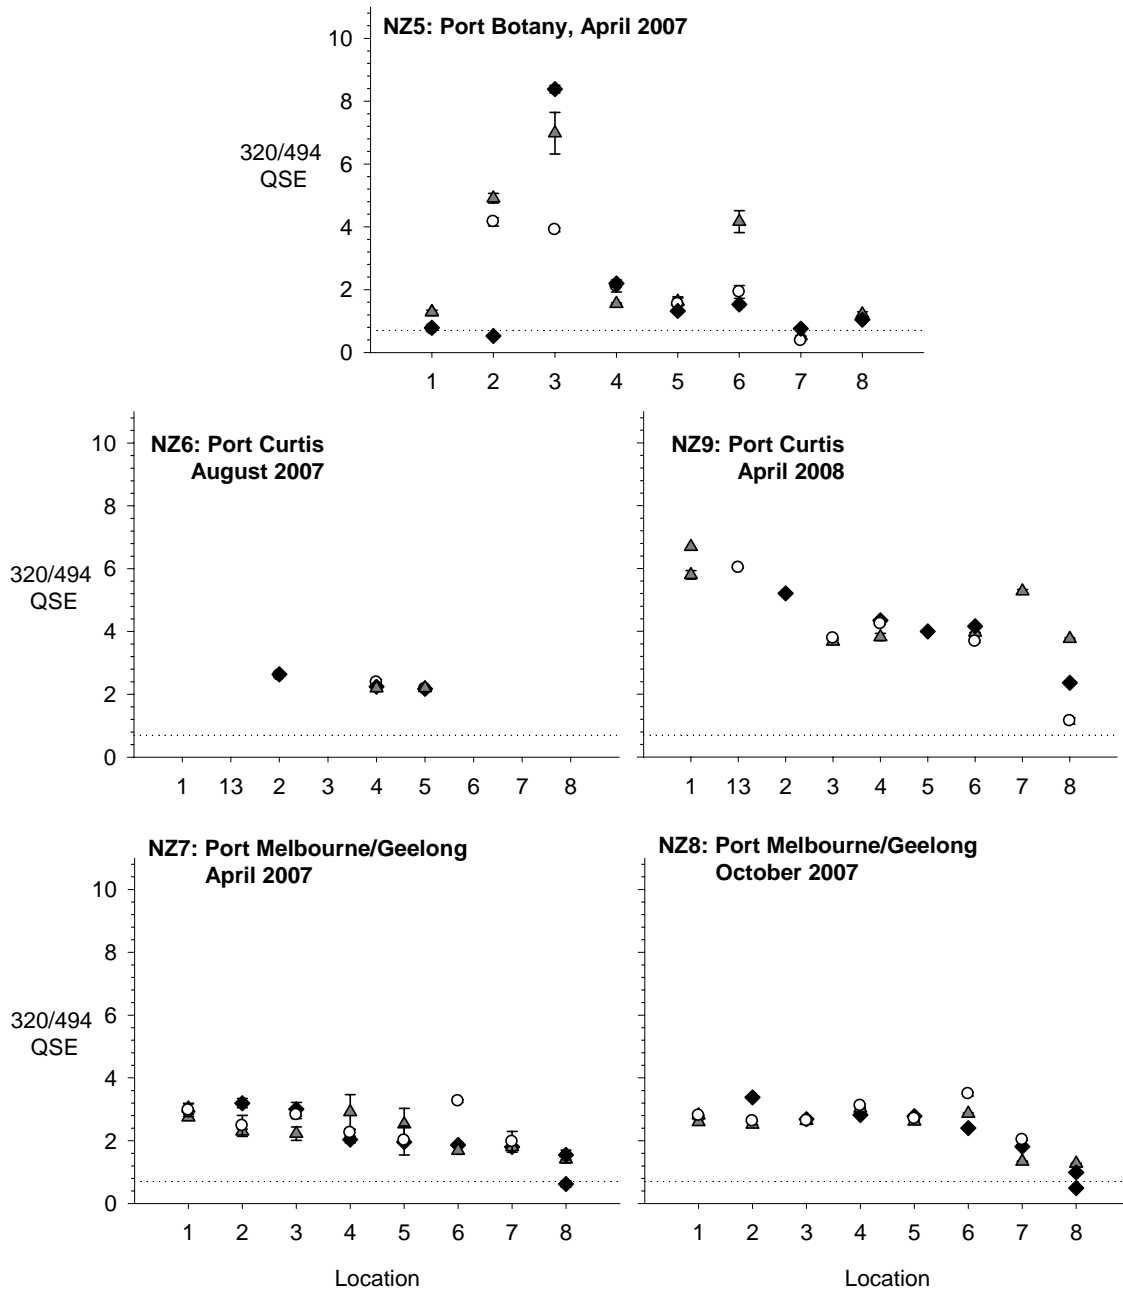 NZ5: Port Botany, April 2007
10
8
6
4
2
0
320/494
QSE
1 2 3 4 5 6 7 8
NZ6: Port Curtis
August 2007
10
8
6
4
2
0
320/494
QSE
1 13 2 3 4 5 6 7 8
NZ9: Port Curtis
April 2008
1 13 2 3 4 5 6 7 8
NZ7: Port Melbourne/Geelong
April 2007
10
8
6
4
2
0
320/494
QSE
1 2 3 4 5 6 7 8
Location
NZ8: Port Melbourne/Geelong
October 2007
1 2 3 4 5 6 7 8
Location